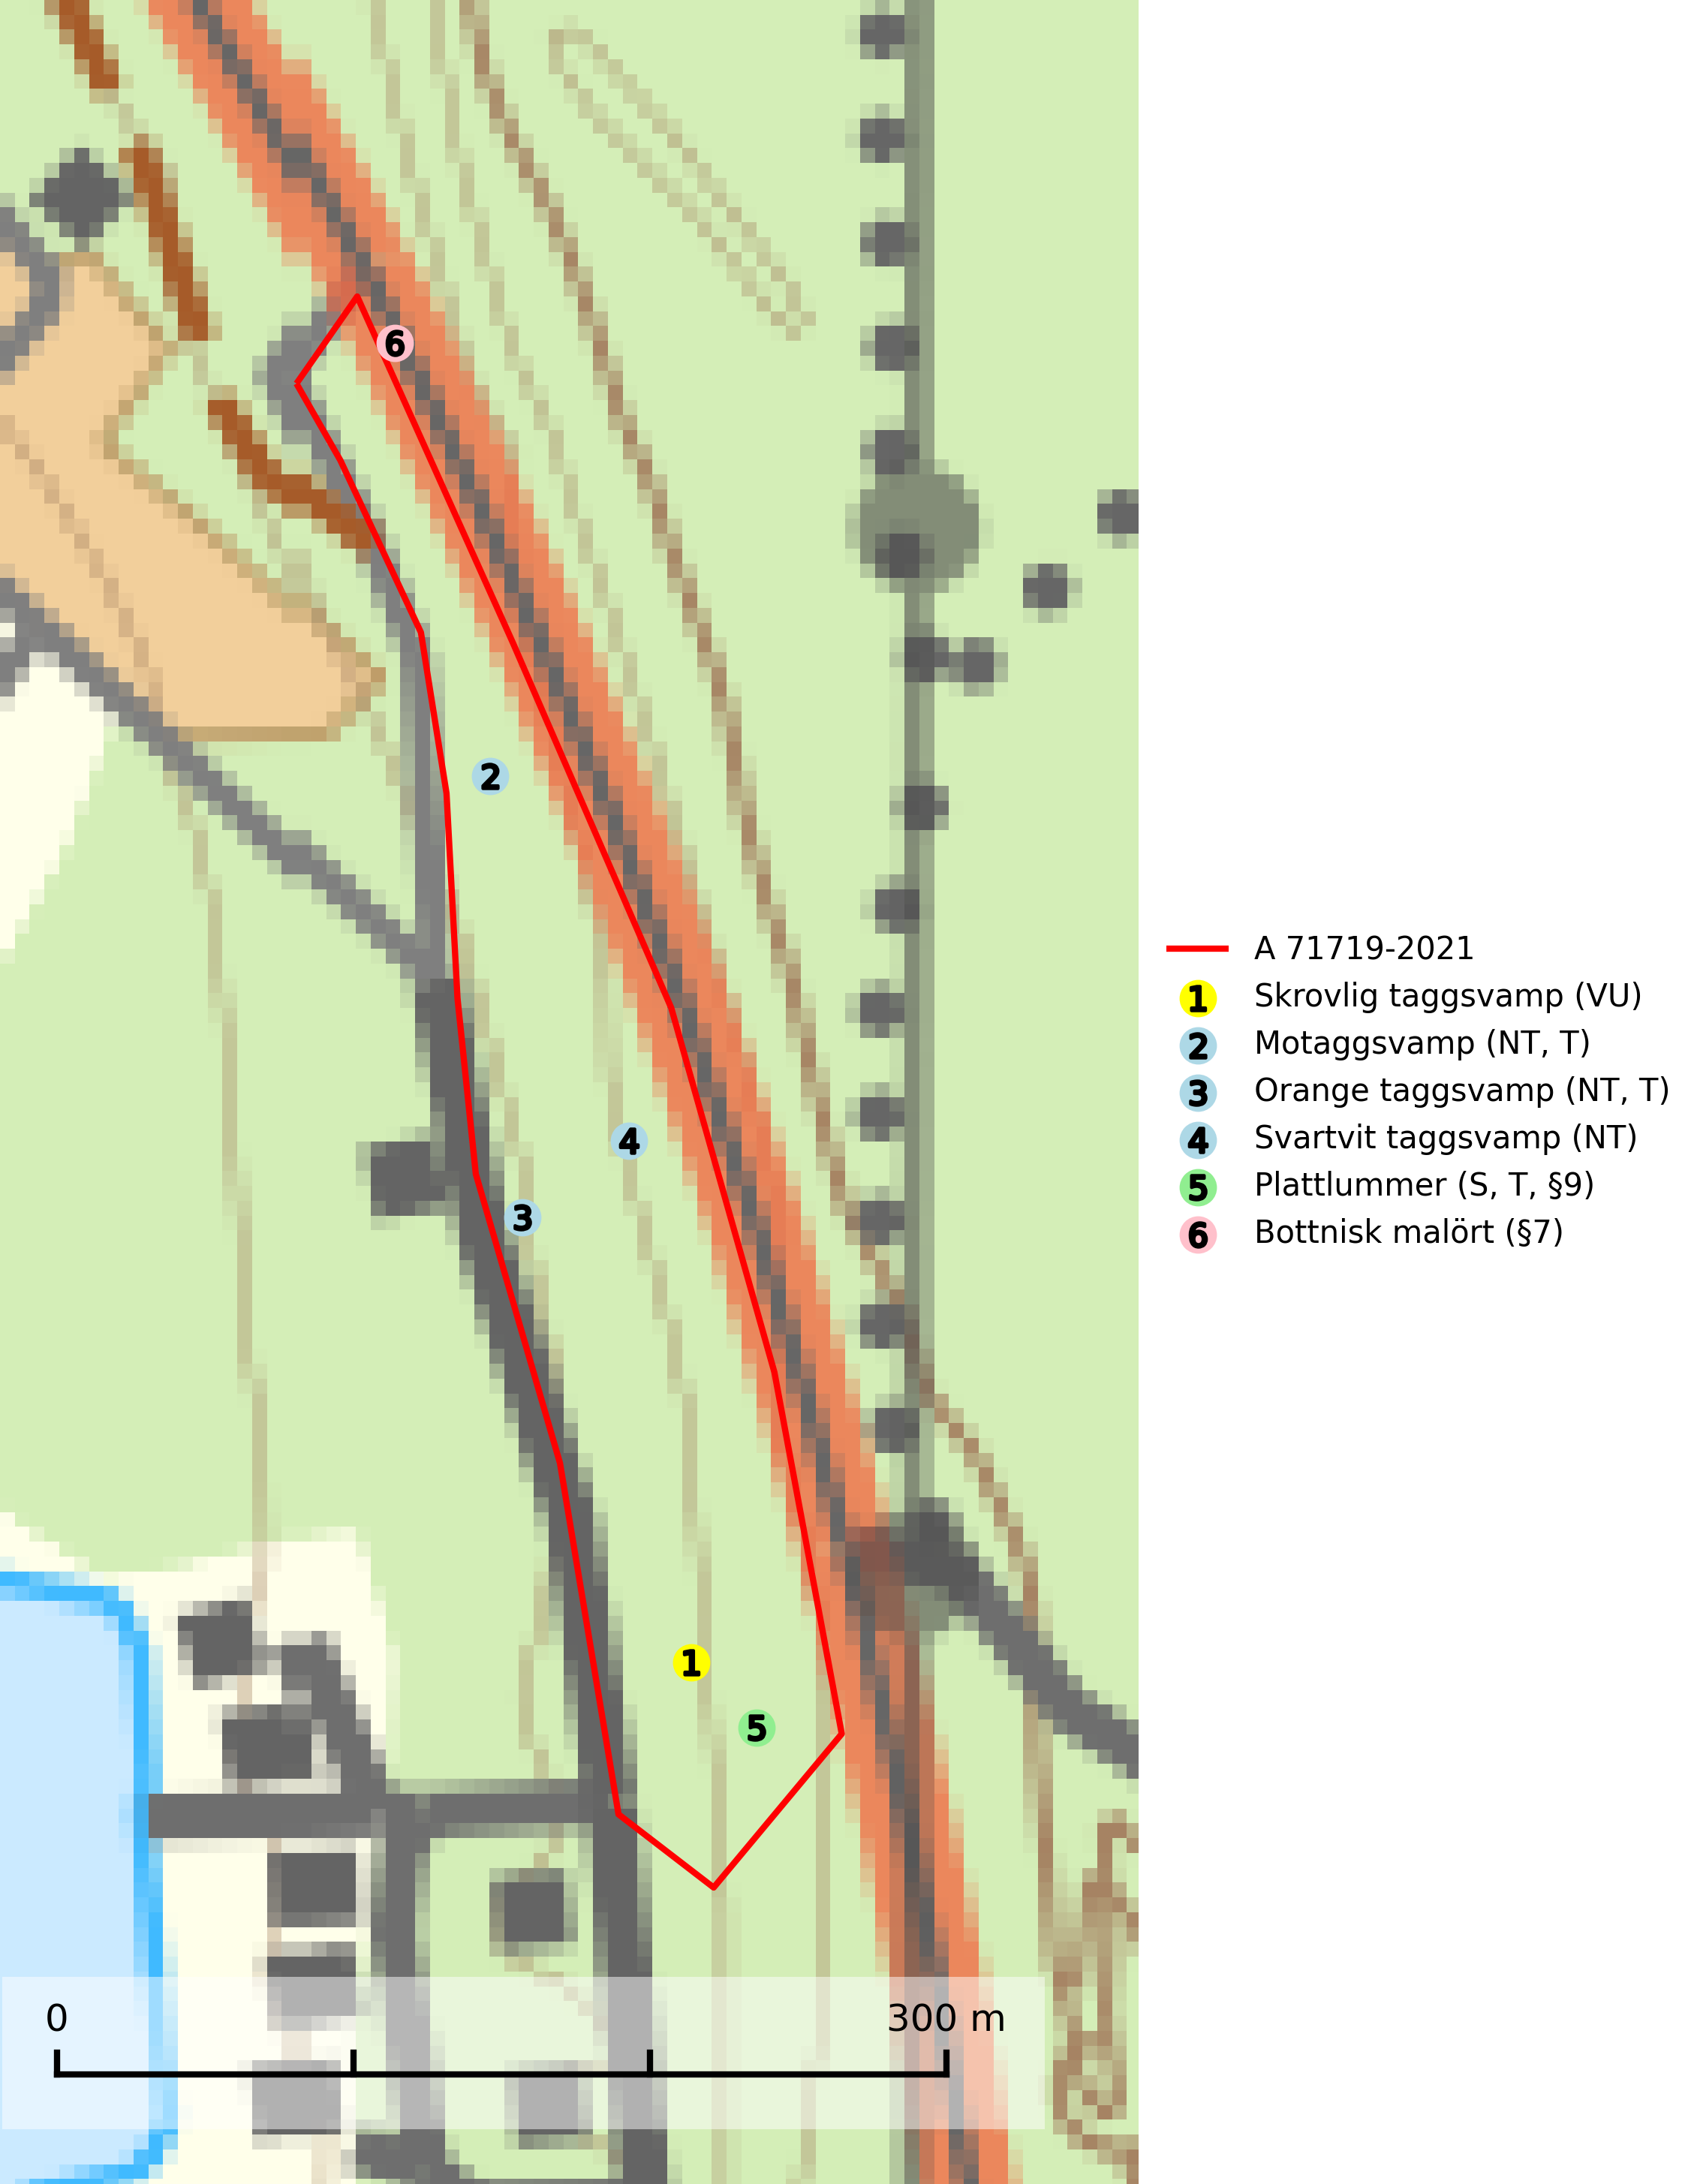 6
2
4
3
1
5
0 300 m
A 71719-2021
1 Skrovlig taggsvamp (VU)
2 Motaggsvamp (NT, T)
3 Orange taggsvamp (NT, T)
4 Svartvit taggsvamp (NT)
5 Plattlummer (S, T, §9)
6 Bottnisk malört (§7)